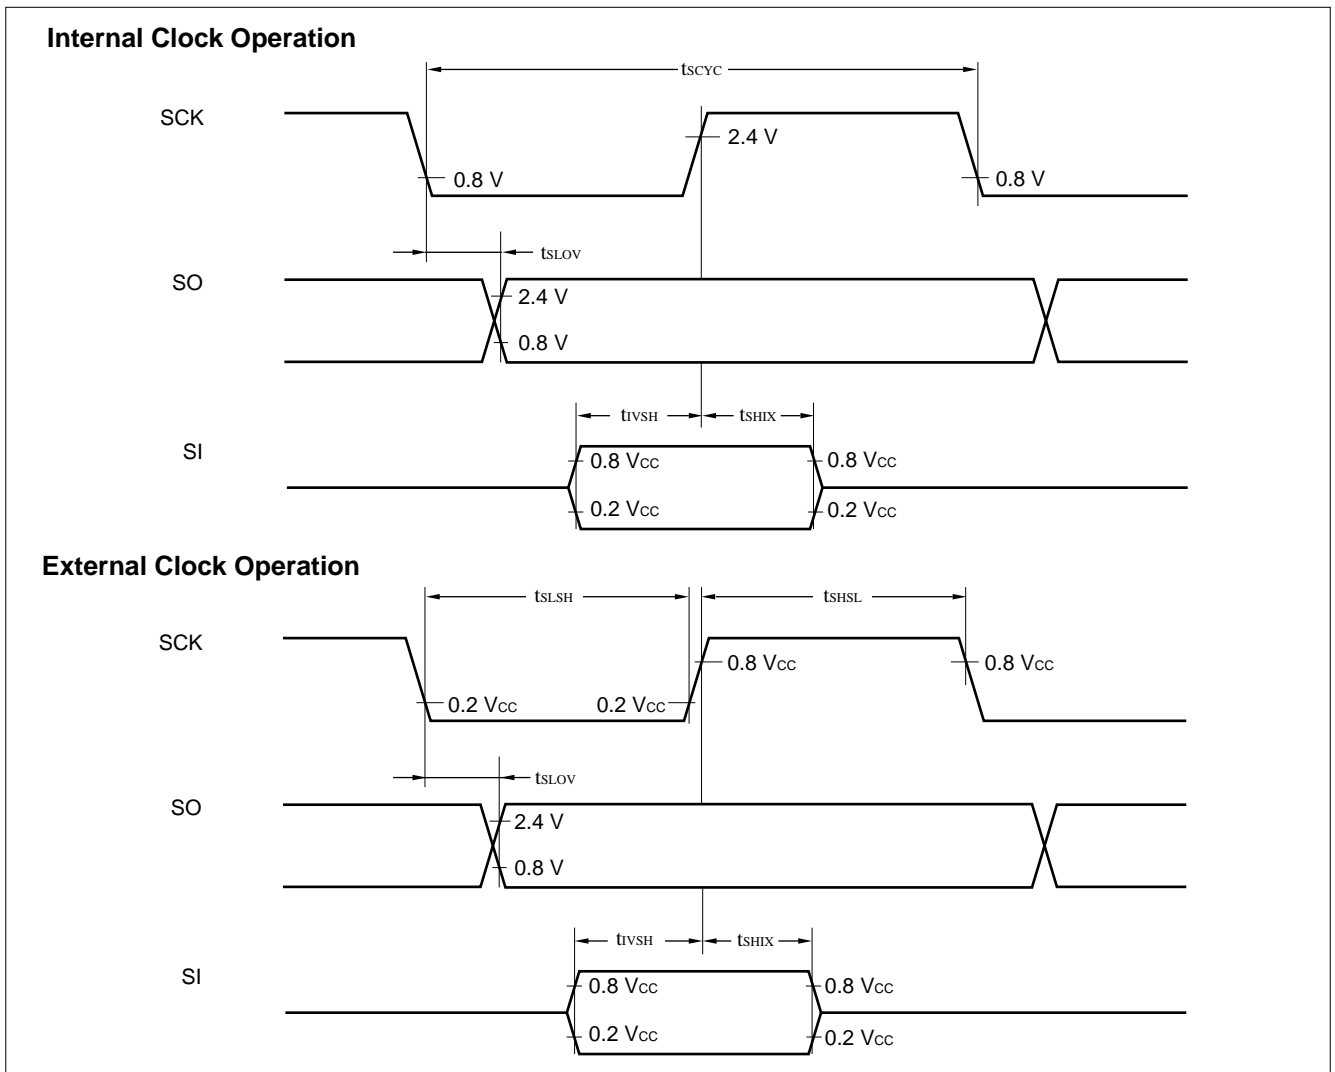 Internal Clock Operation
tSCYC
SCK
2.4 V
0.8 V
0.8 V
tSLOV
SO
2.4 V
0.8 V
tIVSH
tSHIX
SI
0.8 VCC
0.8 VCC
0.2 VCC
0.2 VCC
External Clock Operation
tSLSH
tSHSL
SCK
0.8 VCC
0.8 VCC
0.2 VCC
0.2 VCC
tSLOV
SO
2.4 V
0.8 V
tIVSH
tSHIX
SI
0.8 VCC
0.8 VCC
0.2 VCC
0.2 VCC